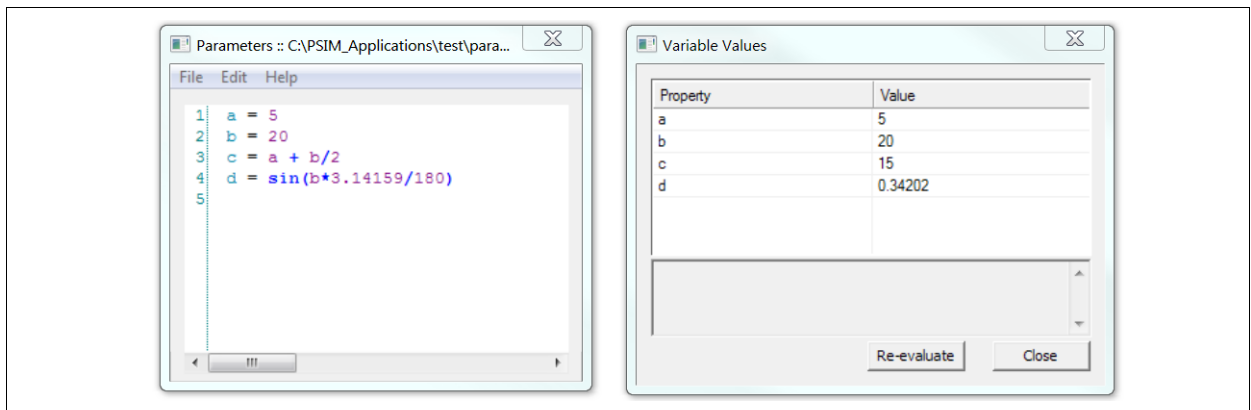 Parameters :: C:\PSIM_Applications\test\para...
File Edit Help
1 a = 5
2 b = 20
3 c = a + b/2
4 d = sin(b*3.14159/180)
5
Variable Values
Property Value
a 5
b 20
c 15
d 0.34202
Re-evaluate Close